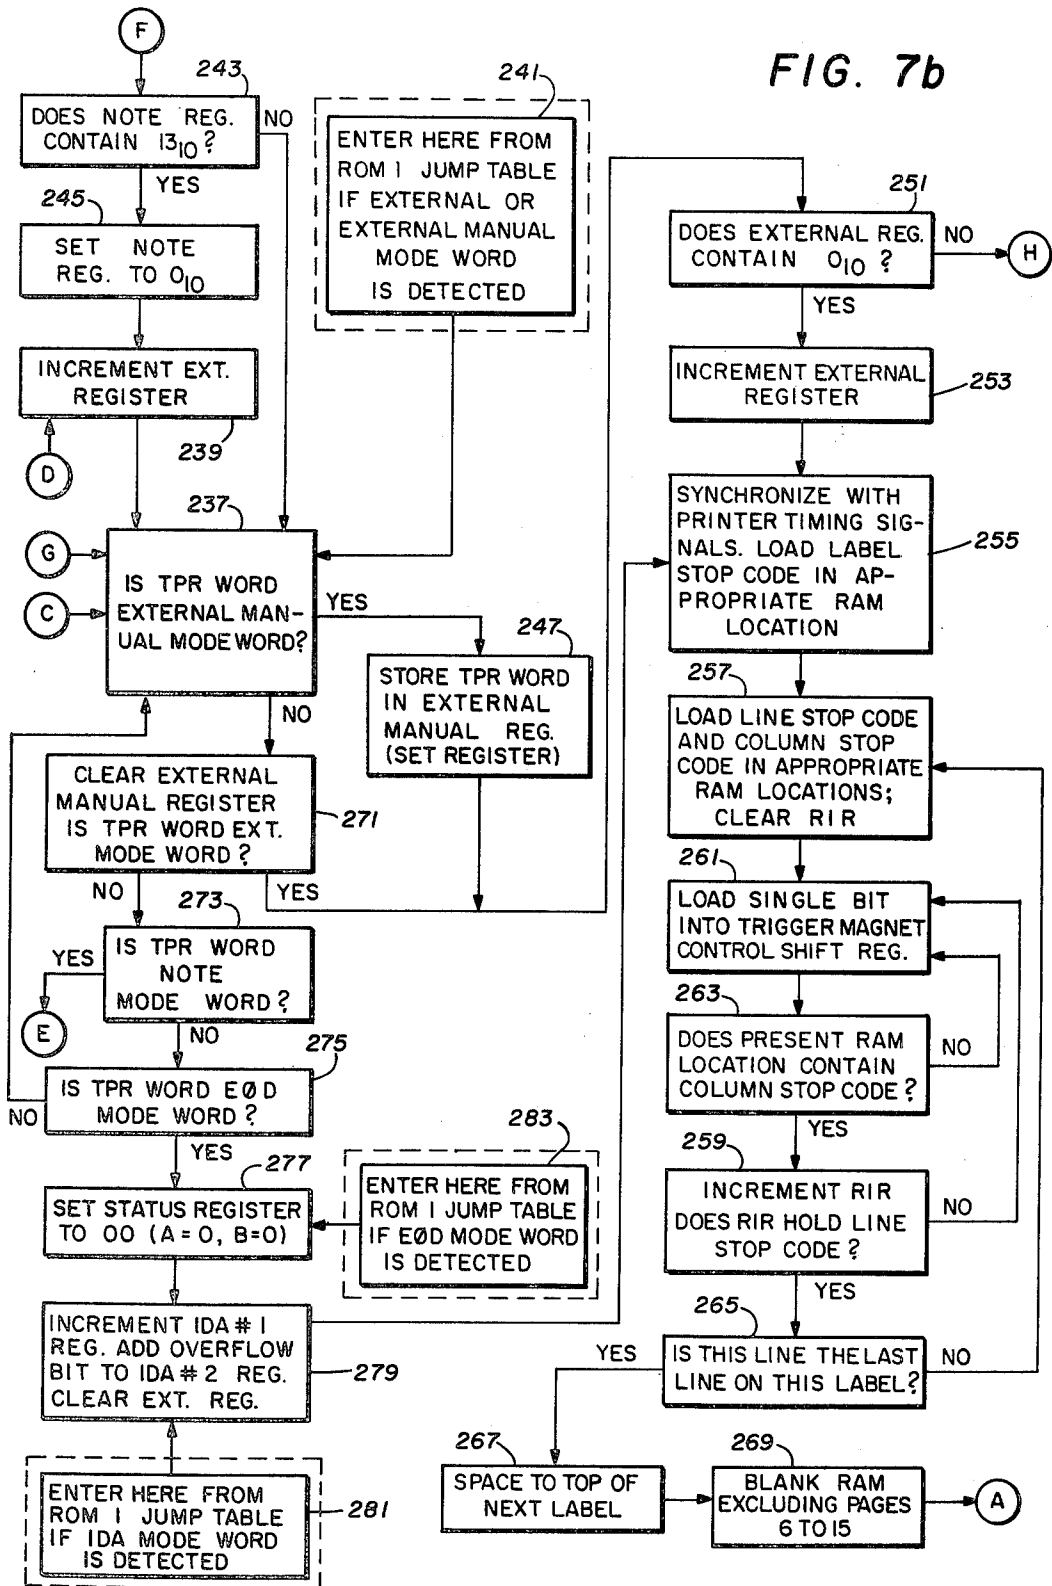 FIG. 7b
F
243
DOES NOTE REG.
CONTAIN 13₁₀?
NO
YES
245
SET NOTE
REG. TO 0₁₀
INCREMENT EXT.
REGISTER
239
D
241
ENTER HERE FROM
ROM 1 JUMP TABLE
IF EXTERNAL OR
EXTERNAL MANUAL
MODE WORD
IS DETECTED
237
G
C
IS TPR WORD
EXTERNAL MAN-
UAL MODE WORD?
YES
NO
247
STORE TPR WORD
IN EXTERNAL
MANUAL REG.
(SET REGISTER)
CLEAR EXTERNAL
MANUAL REGISTER
IS TPR WORD EXT.
MODE WORD?
271
NO
YES
273
IS TPR WORD
NOTE
MODE WORD?
YES
E
NO
275
IS TPR WORD EØD
MODE WORD?
NO
YES
277
SET STATUS REGISTER
TO 00 (A=0, B=0)
283
ENTER HERE FROM
ROM 1 JUMP TABLE
IF EØD MODE WORD
IS DETECTED
INCREMENT IDA #1
REG. ADD OVERFLOW
BIT TO IDA #2 REG.
CLEAR EXT. REG.
279
ENTER HERE FROM
ROM 1 JUMP TABLE
IF IDA MODE WORD
IS DETECTED
281
251
DOES EXTERNAL REG.
CONTAIN 0₁₀ ?
NO
H
YES
INCREMENT EXTERNAL
REGISTER
253
SYNCHRONIZE WITH
PRINTER TIMING SIG-
NALS. LOAD LABEL
STOP CODE IN AP-
PROPRIATE RAM
LOCATION
255
257
LOAD LINE STOP CODE
AND COLUMN STOP
CODE IN APPROPRIATE
RAM LOCATIONS;
CLEAR RIR
261
LOAD SINGLE BIT
INTO TRIGGER MAGNET
CONTROL SHIFT REG.
263
DOES PRESENT RAM
LOCATION CONTAIN
COLUMN STOP CODE?
NO
YES
259
INCREMENT RIR
DOES RIR HOLD LINE
STOP CODE?
NO
YES
265
IS THIS LINE THE LAST
LINE ON THIS LABEL?
YES
NO
267
SPACE TO TOP OF
NEXT LABEL
269
BLANK RAM
EXCLUDING PAGES
6 TO 15
A